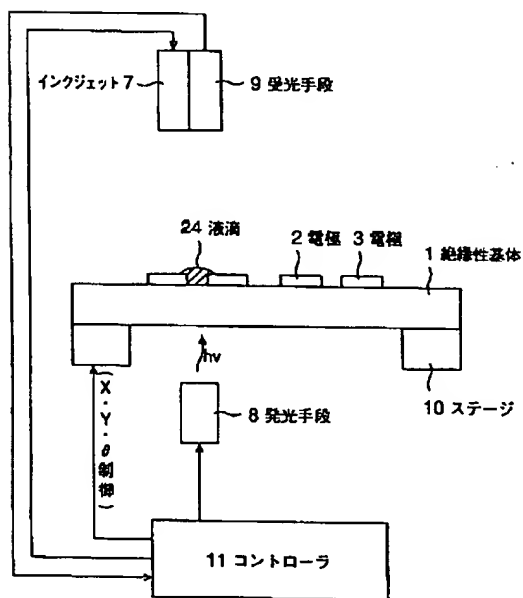 インクジェット 7
9 受光手段
24 液滴
2 電極
3 電極
1 絶縁性基体
hν
10 ステージ
8 発光手段
(X・Y・θ制御)
11 コントローラ